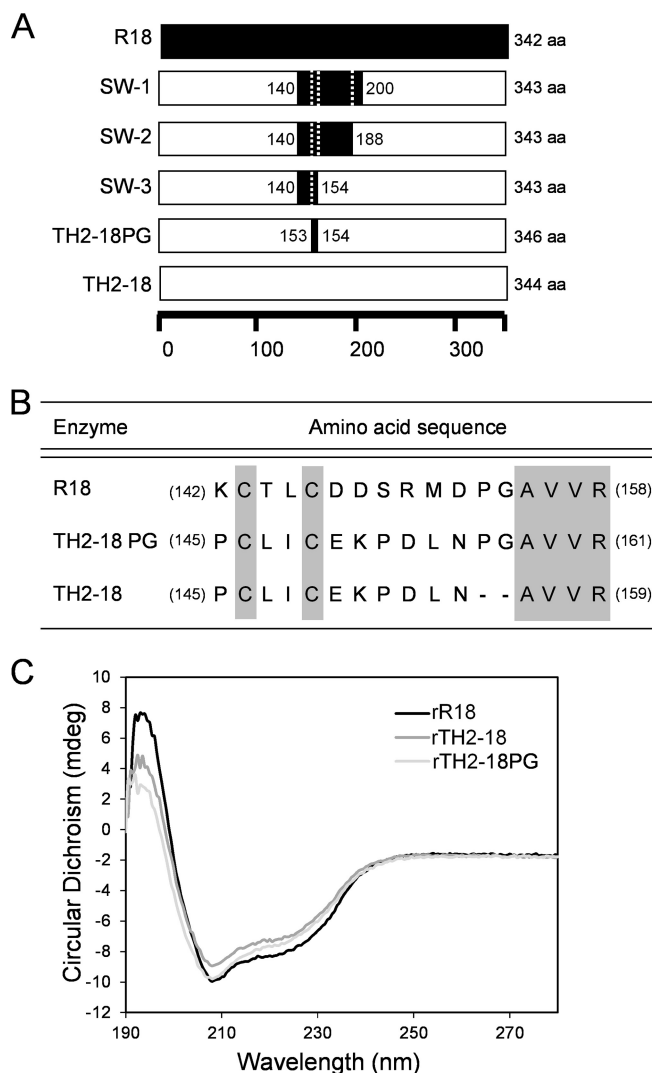 A
R18 342 aa
SW-1 140 200 343 aa
SW-2 140 188 343 aa
SW-3 140 154 343 aa
TH2-18PG 153 154 346 aa
TH2-18 344 aa
0 100 200 300
B
Enzyme Amino acid sequence
R18 (142) K C T L C D D S R M D P G A V V R (158)
TH2-18 PG (145) P C L I C E K P D L N P G A V V R (161)
TH2-18 (145) P C L I C E K P D L N - - A V V R (159)
C
10
8
6
4
2
0
-2
-4
-6
-8
-10
-12
Circular Dichroism (mdeg)
rR18
rTH2-18
rTH2-18PG
190 210 230 250 270
Wavelength (nm)